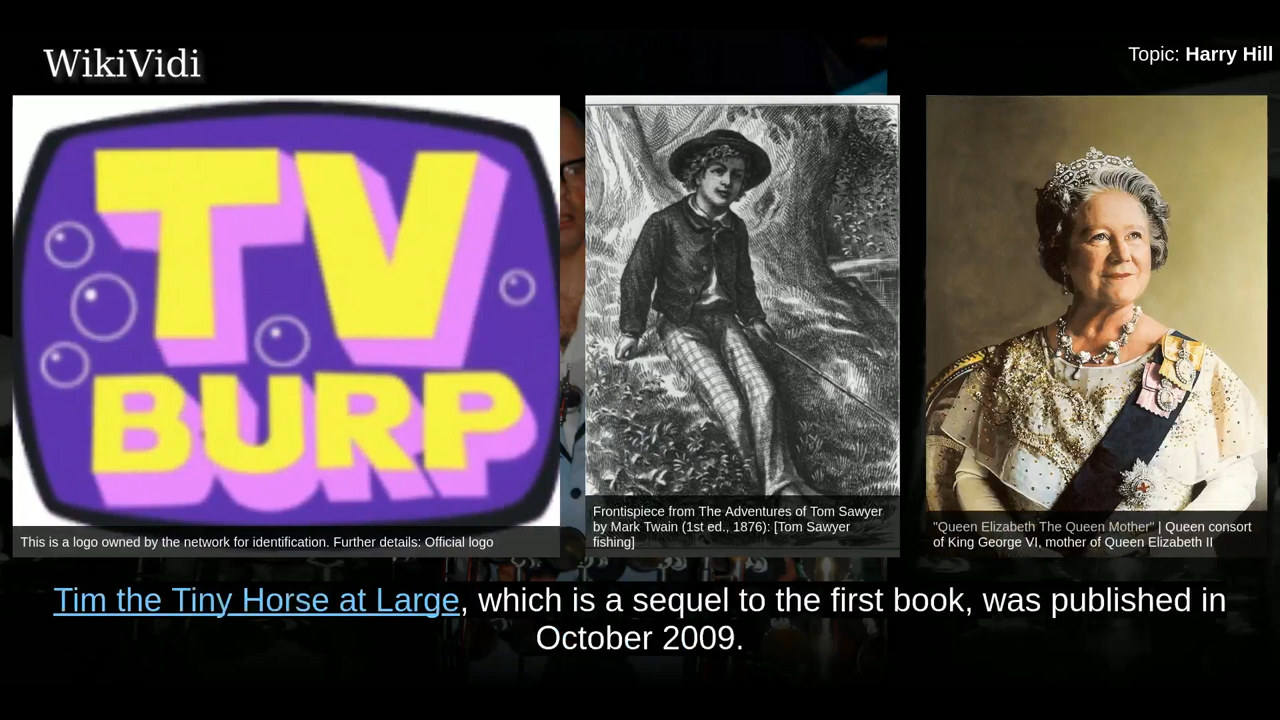 WikiVidi
Topic: Harry Hill
TV
BURP
This is a logo owned by the network for identification. Further details: Official logo
Frontispiece from The Adventures of Tom Sawyer
by Mark Twain (1st ed., 1876): [Tom Sawyer
fishing]
"Queen Elizabeth The Queen Mother" | Queen consort
of King George VI, mother of Queen Elizabeth II
Tim the Tiny Horse at Large, which is a sequel to the first book, was published in
October 2009.